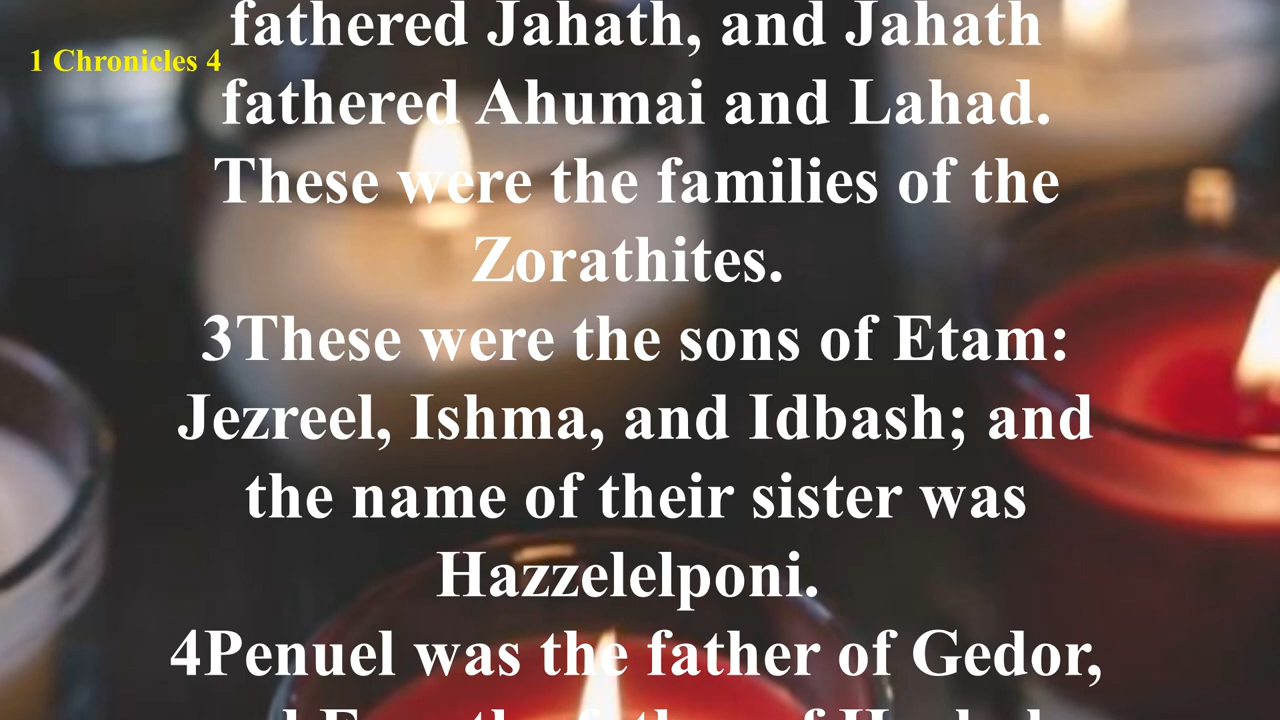 fathered Jahath, and Jahath
1 Chronicles 4
fathered Ahumai and Lahad.
These were the families of the
Zorathites.
3These were the sons of Etam:
Jezreel, Ishma, and Idbash; and
the name of their sister was
Hazzelelponi.
4Penuel was the father of Gedor,